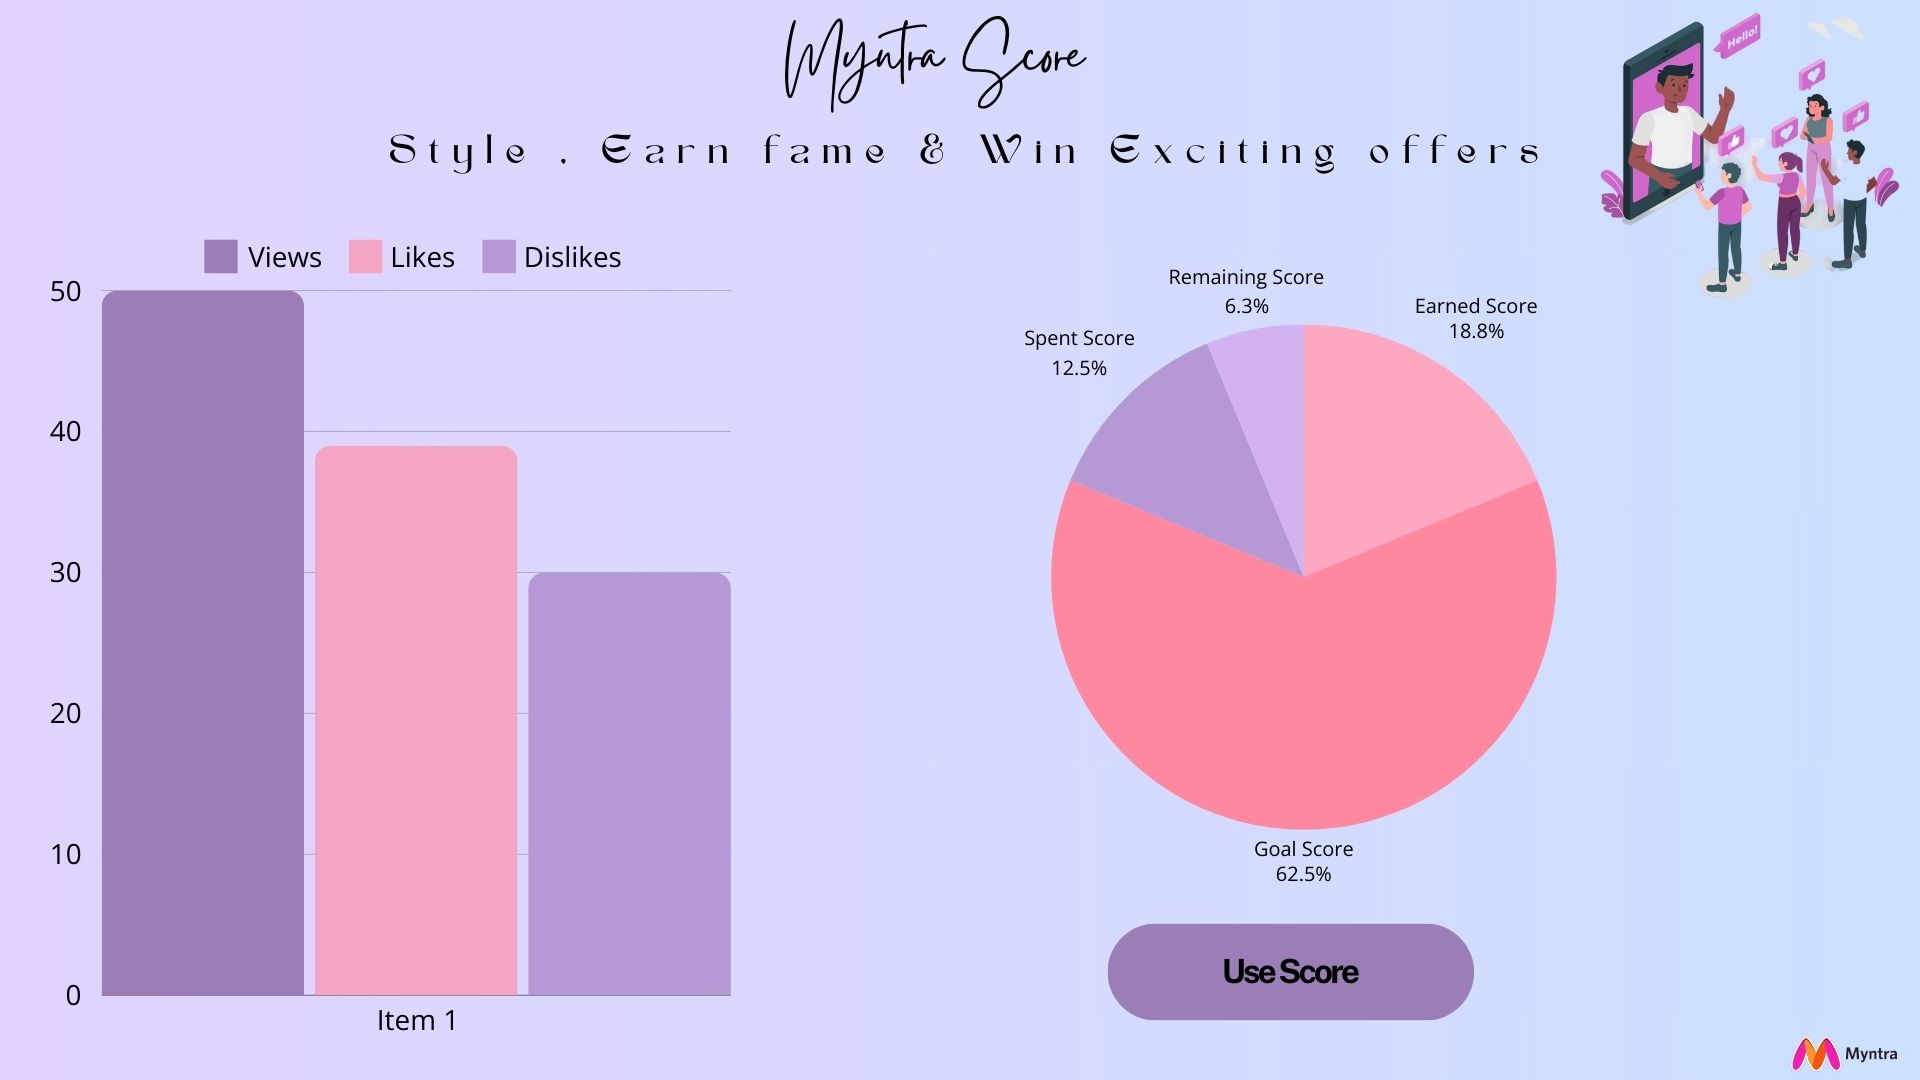 Myntra Score
Style . Earn fame & Win Exciting offers
Hello!
Views Likes Dislikes
50
40
30
20
10
0
Item 1
Remaining Score
6.3%
Earned Score
18.8%
Spent Score
12.5%
Goal Score
62.5%
Use Score
Myntra